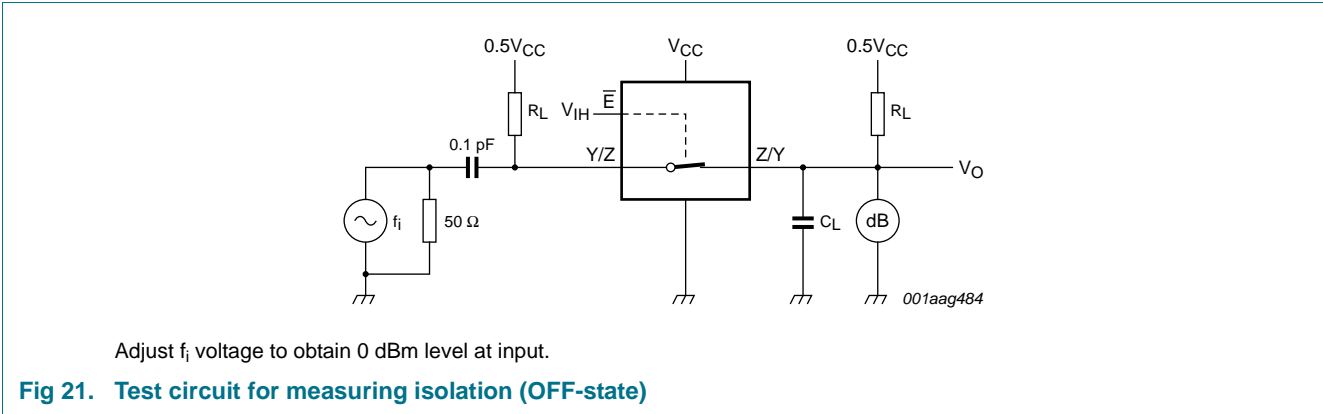 0.5VCC
VCC
0.5VCC
RL
VIH
E̅
RL
0.1 pF
Y/Z
Z/Y
VO
fi
50 Ω
CL
dB
001aag484
Adjust fi voltage to obtain 0 dBm level at input.
Fig 21. Test circuit for measuring isolation (OFF-state)